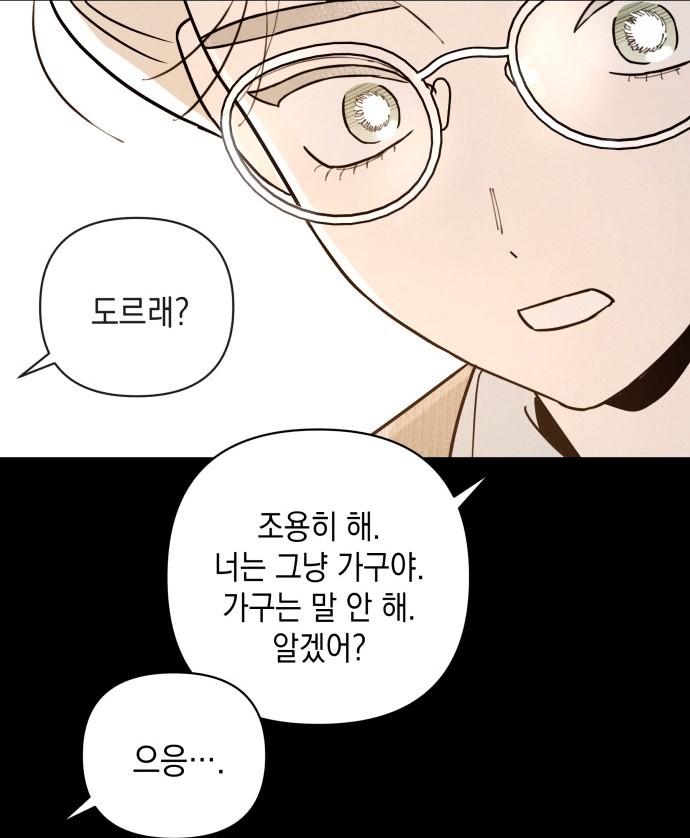 도르래?
조용히 해.
너는 그냥 가구야.
가구는 말 안 해.
알겠어?
으응….